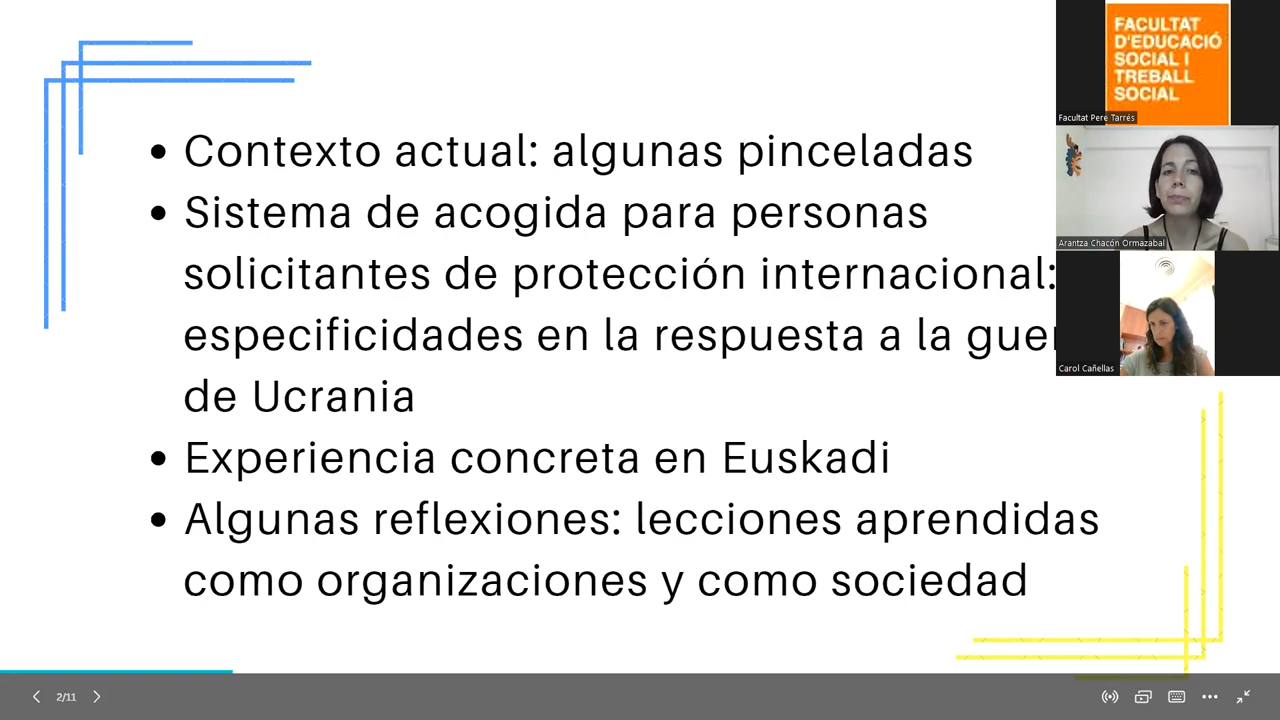 Contexto actual: algunas pinceladas
Sistema de acogida para personas
solicitantes de protección internacional:
especificidades en la respuesta a la
de Ucrania
Experiencia concreta en Euskadi
Algunas reflexiones: lecciones aprendidas
como organizaciones y como sociedad
FACULTAT
D'EDUCACIÓ
SOCIAL I
TREBALL
SOCIAL
Facultat Pere Tarrés
Arantza Chacón Ormazabal
Carol Cañellas
2/11